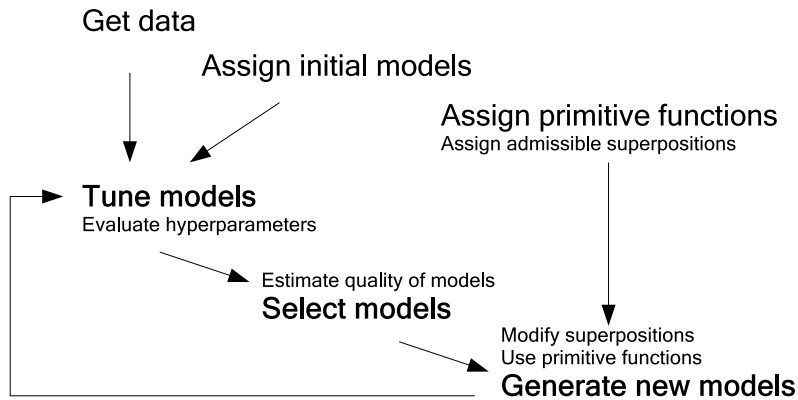 Get data
Assign initial models
Assign primitive functions
Assign admissible superpositions
Tune models
Evaluate hyperparameters
Estimate quality of models
Select models
Modify superpositions
Use primitive functions
Generate new models